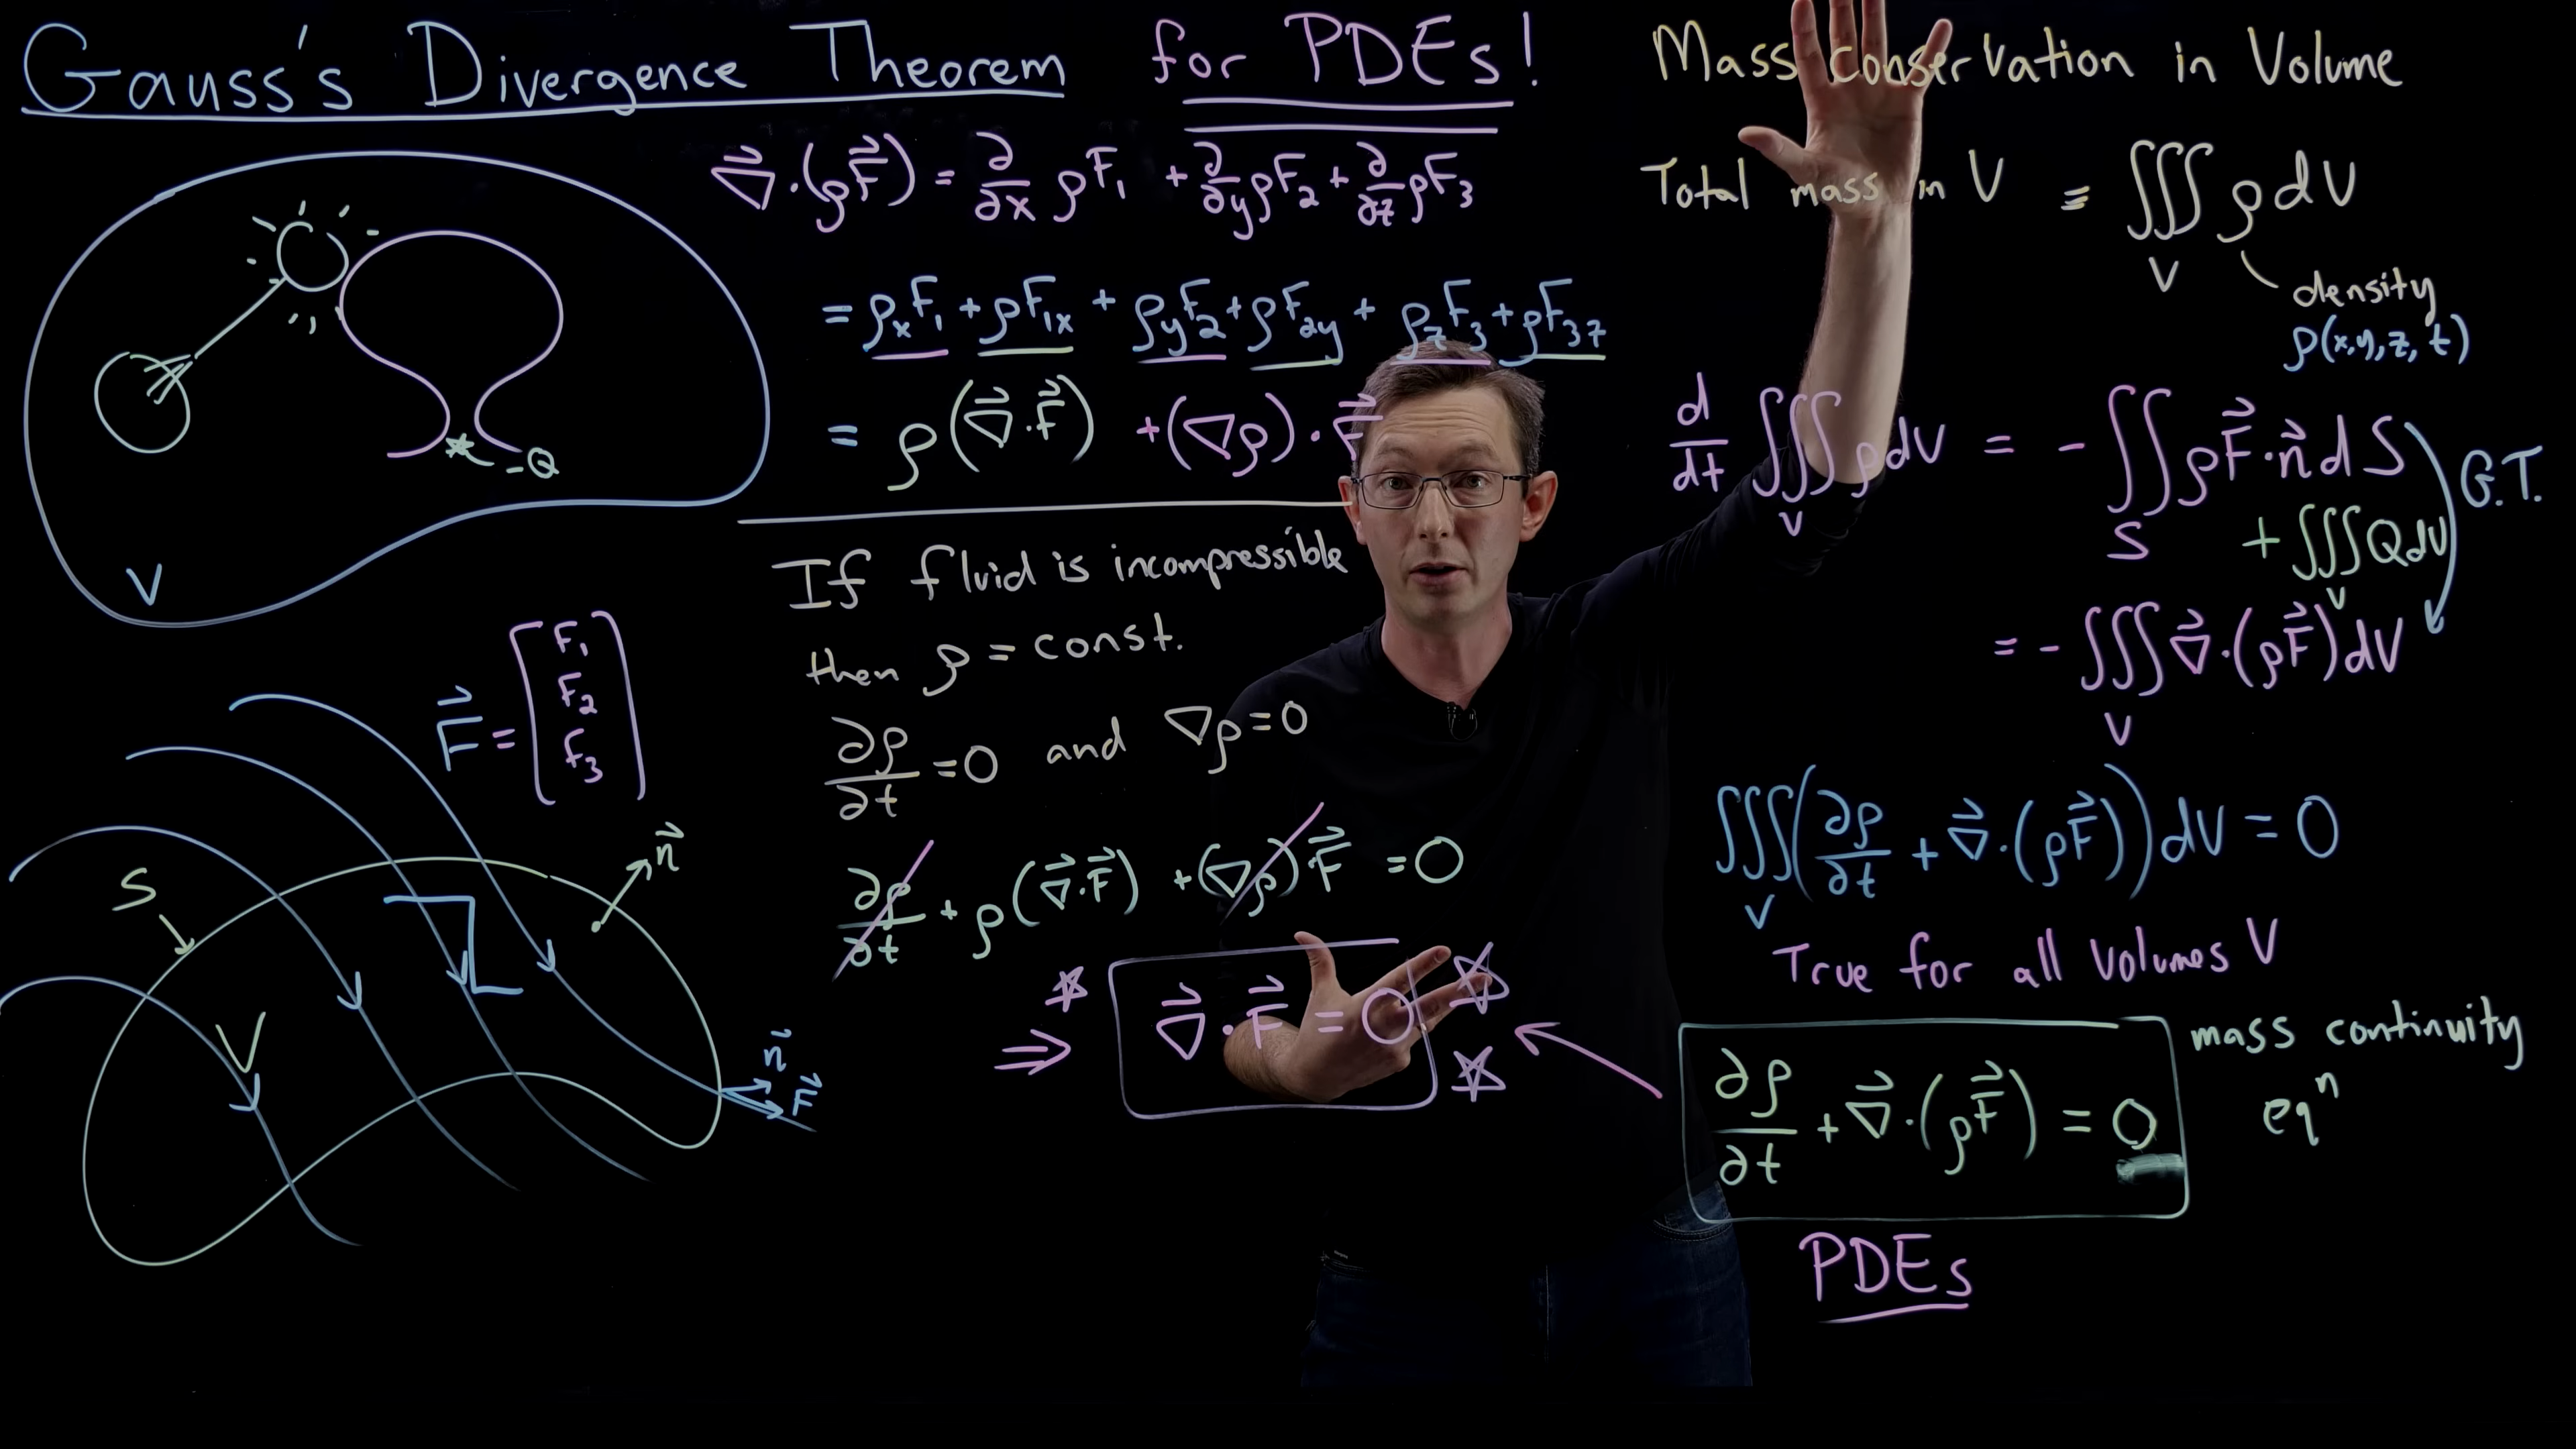 Gauss's Divergence Theorem for PDEs!
∇⃗·(ρF⃗) = ∂/∂x ρF₁ + ∂/∂y ρF₂ + ∂/∂z ρF₃
= ρₓF₁ + ρF₁ₓ + ρyF₂ + ρF₂y + ρzF₃ + ρF₃z
= ρ(∇⃗·F⃗) + (∇ρ)·F⃗
-Q
V
If fluid is incompressible
then ρ = const.
∂ρ/∂t = 0 and ∇ρ = 0
∂ρ/∂t + ρ(∇⃗·F⃗) + (∇ρ)·F⃗ = 0
⇒ ∇⃗·F⃗ = 0
F⃗ = [F₁
F₂
F₃]
S
n⃗
V
n⃗
F⃗
Mass conservation in Volume
Total mass in V ≡ ∭ ρ dV
V
density
ρ(x,y,z,t)
d/dt ∭ ρdV = - ∬ ρF⃗·n⃗ dS
V S
+ ∭ Q dV
V
G.T.
= - ∭ ∇⃗·(ρF⃗)dV
V
∭(∂ρ/∂t + ∇⃗·(ρF⃗))dV = 0
V
True for all Volumes V
∂ρ/∂t + ∇⃗·(ρF⃗) = 0
mass continuity
eqⁿ
PDEs